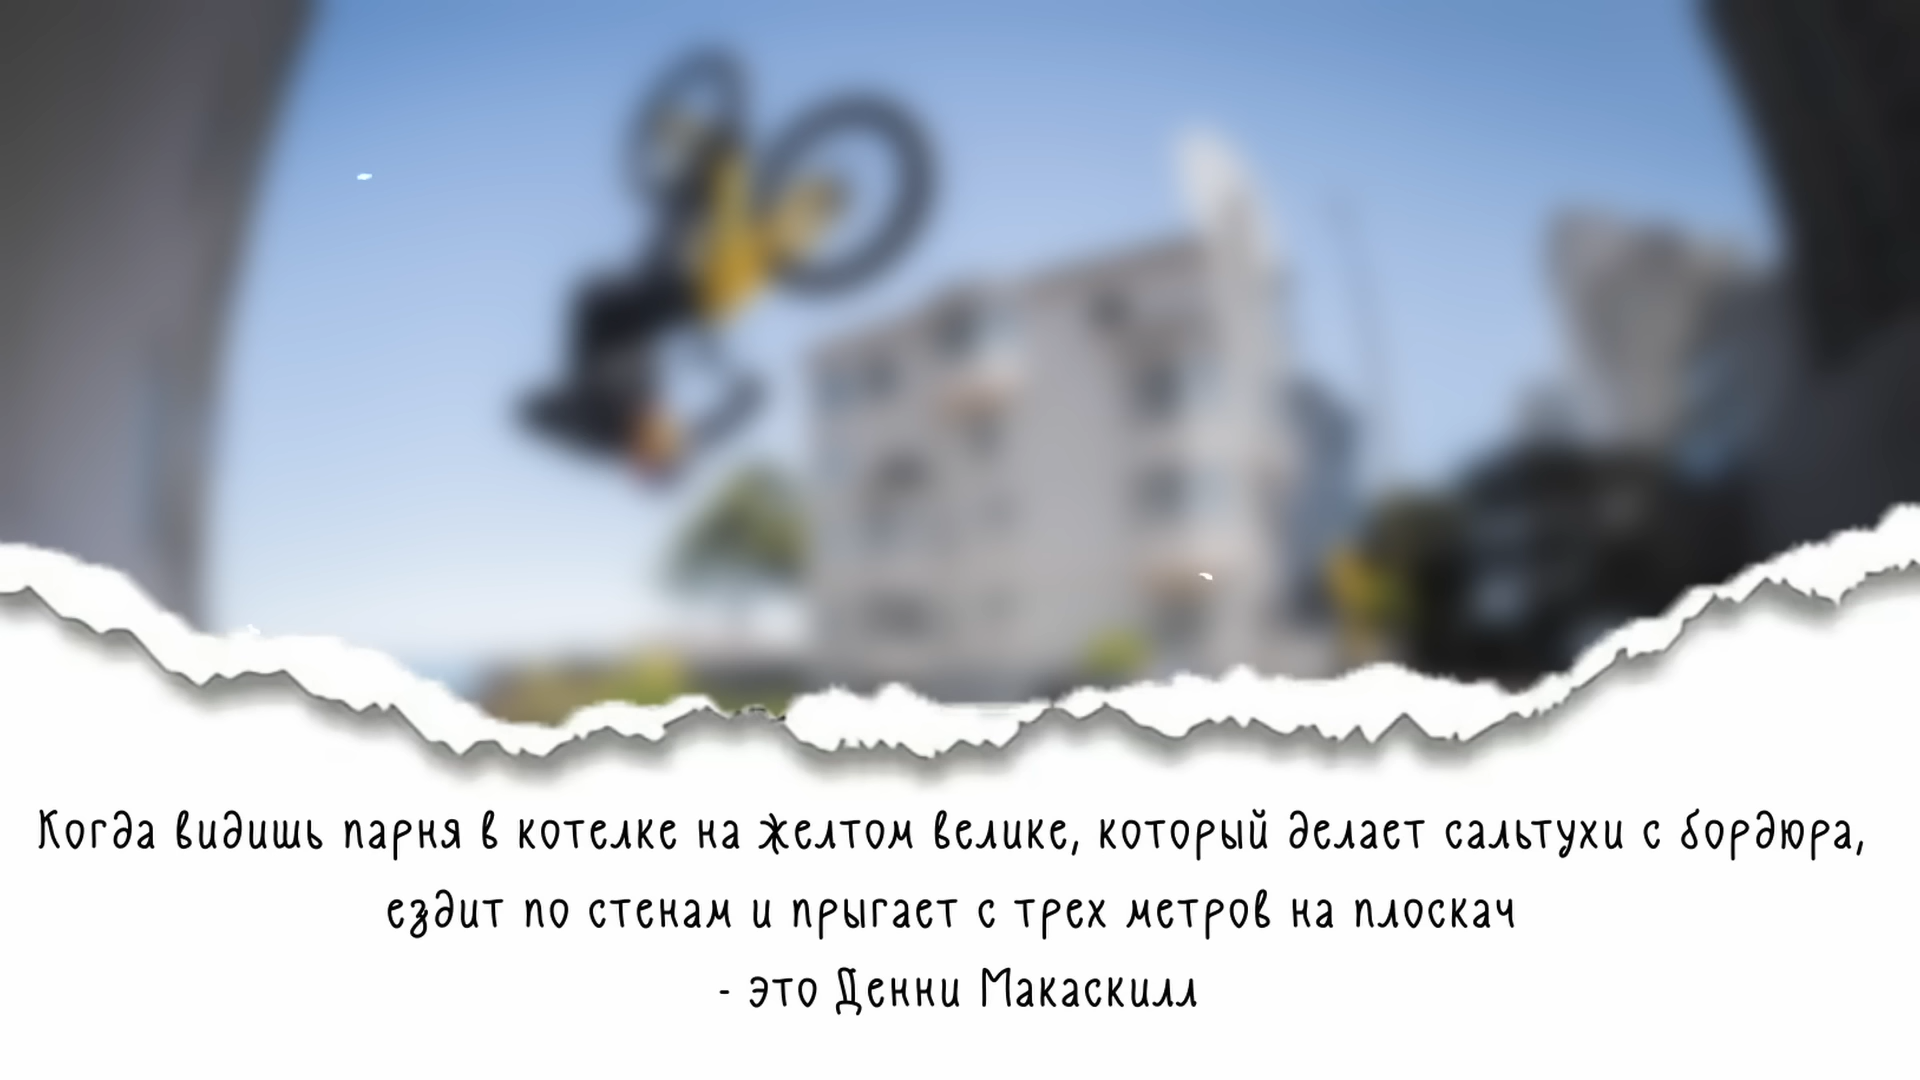 Когда видишь парня в котелке на желтом велике, который делает сальтухи с бордюра,
ездит по стенам и прыгает с трех метров на плоскач
- это Денни Макаскилл